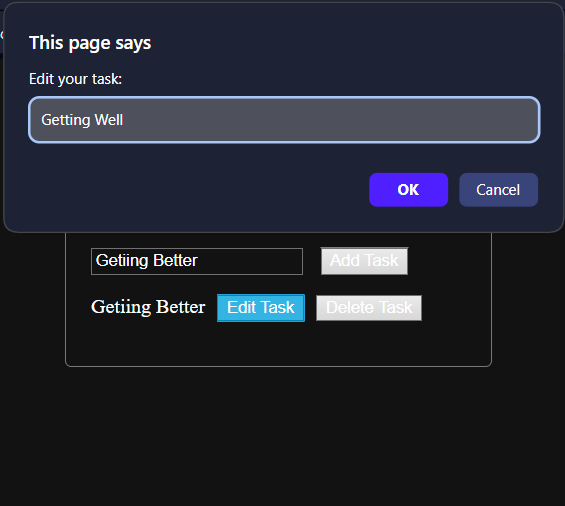 This page says
Edit your task:
Getting Well
OK Cancel
Getiing Better Add Task
Getiing Better Edit Task Delete Task